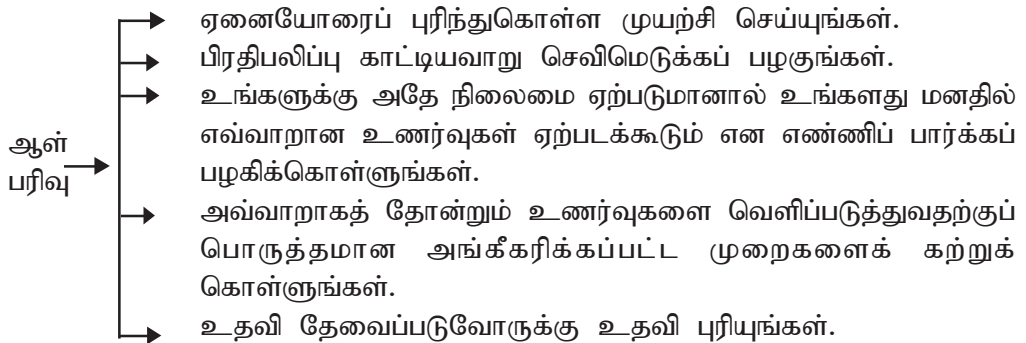 ஏனையோரைப் புரிந்துகொள்ள முயற்சி செய்யுங்கள்.
பிரதிபலிப்பு காட்டியவாறு செவிமெடுக்கப் பழகுங்கள்.
உங்களுக்கு அதே நிலைமை ஏற்படுமானால் உங்களது மனதில்
எவ்வாறான உணர்வுகள் ஏற்படக்கூடும் என எண்ணிப் பார்க்கப்
பழகிக்கொள்ளுங்கள்.
ஆள்
பரிவு
அவ்வாறாகத் தோன்றும் உணர்வுகளை வெளிப்படுத்துவதற்குப்
பொருத்தமான அங்கீகரிக்கப்பட்ட முறைகளைக் கற்றுக்
கொள்ளுங்கள்.
உதவி தேவைப்படுவோருக்கு உதவி புரியுங்கள்.